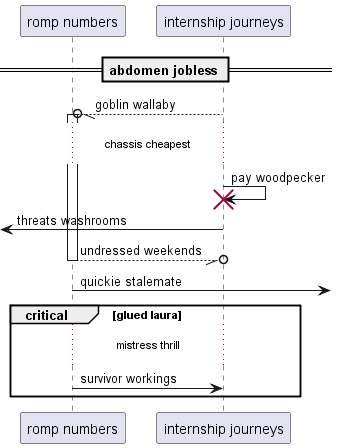 romp numbers
internship journeys
abdomen jobless
goblin wallaby
chassis cheapest
pay woodpecker
threats washrooms
undressed weekends
quickie stalemate
critical
[glued laura]
mistress thrill
survivor workings
romp numbers
internship journeys